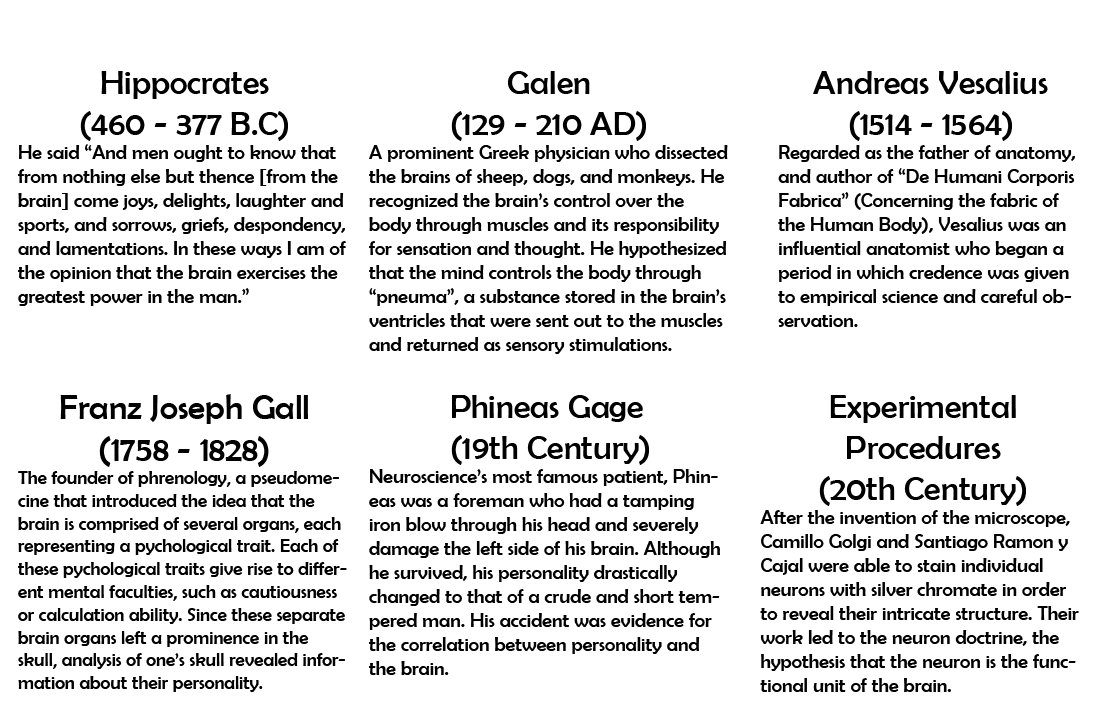 Hippocrates
(460 - 377 B.C)
He said “And men ought to know that
from nothing else but thence [from the
brain] come joys, delights, laughter and
sports, and sorrows, griefs, despondency,
and lamentations. In these ways I am of
the opinion that the brain exercises the
greatest power in the man.”
Galen
(129 - 210 AD)
A prominent Greek physician who dissected
the brains of sheep, dogs, and monkeys. He
recognized the brain’s control over the
body through muscles and its responsibility
for sensation and thought. He hypothesized
that the mind controls the body through
“pneuma”, a substance stored in the brain’s
ventricles that were sent out to the muscles
and returned as sensory stimulations.
Andreas Vesalius
(1514 - 1564)
Regarded as the father of anatomy,
and author of “De Humani Corporis
Fabrica” (Concerning the fabric of
the Human Body), Vesalius was an
influential anatomist who began a
period in which credence was given
to empirical science and careful ob-
servation.
Franz Joseph Gall
(1758 - 1828)
The founder of phrenology, a pseudome-
cine that introduced the idea that the
brain is comprised of several organs, each
representing a pychological trait. Each of
these pychological traits give rise to differ-
ent mental faculties, such as cautiousness
or calculation ability. Since these separate
brain organs left a prominence in the
skull, analysis of one’s skull revealed infor-
mation about their personality.
Phineas Gage
(19th Century)
Neuroscience’s most famous patient, Phin-
eas was a foreman who had a tamping
iron blow through his head and severely
damage the left side of his brain. Although
he survived, his personality drastically
changed to that of a crude and short tem-
pered man. His accident was evidence for
the correlation between personality and
the brain.
Experimental
Procedures
(20th Century)
After the invention of the microscope,
Camillo Golgi and Santiago Ramon y
Cajal were able to stain individual
neurons with silver chromate in order
to reveal their intricate structure. Their
work led to the neuron doctrine, the
hypothesis that the neuron is the func-
tional unit of the brain.